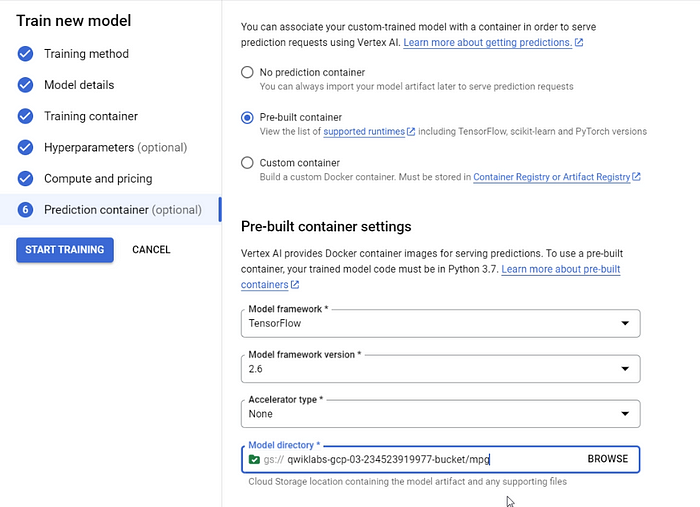 Train new model
Training method
Model details
Training container
Hyperparameters (optional)
Compute and pricing
6 Prediction container (optional)
START TRAINING CANCEL
You can associate your custom-trained model with a container in order to serve
prediction requests using Vertex AI. Learn more about getting predictions.
No prediction container
You can always import your model artifact later to serve prediction requests
Pre-built container
View the list of supported runtimes including TensorFlow, scikit-learn and PyTorch versions
Custom container
Build a custom Docker container. Must be stored in Container Registry or Artifact Registry
Pre-built container settings
Vertex AI provides Docker container images for serving predictions. To use a pre-built
container, your trained model code must be in Python 3.7. Learn more about pre-built
containers
Model framework *
TensorFlow
Model framework version *
2.6
Accelerator type *
None
Model directory *
gs:// qwiklabs-gcp-03-234523919977-bucket/mpg BROWSE
Cloud Storage location containing the model artifact and any supporting files